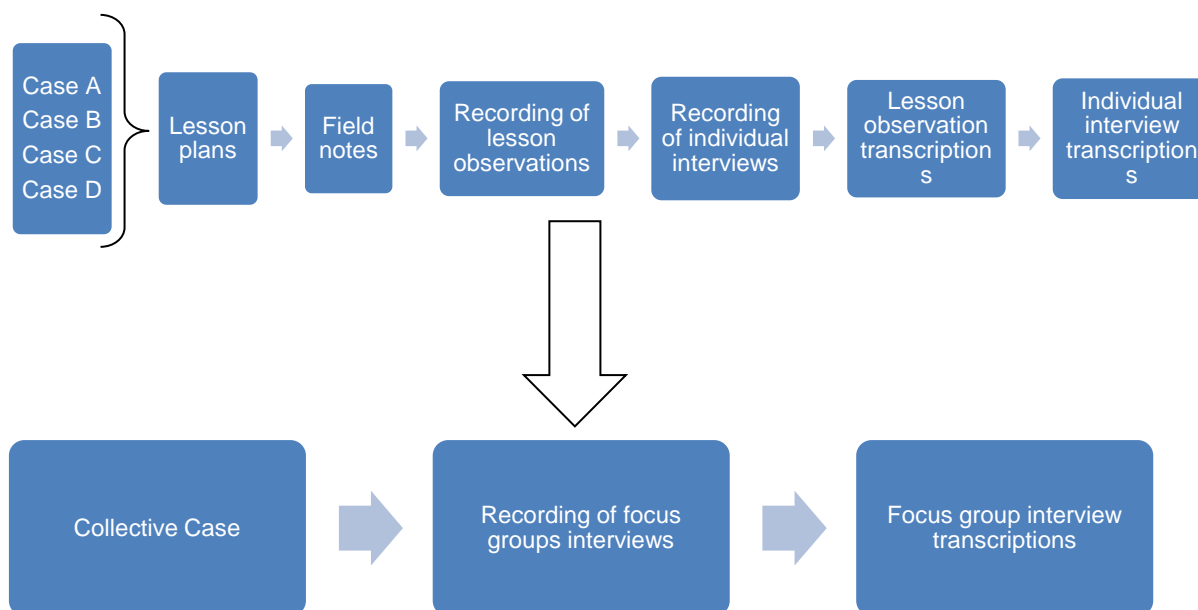 Case A
Case B
Case C
Case D
Lesson
plans
Field
notes
Recording of
lesson
observations
Recording
of individual
interviews
Lesson
observation
transcription
s
Individual
interview
transcription
s
Collective Case
Recording of focus
groups interviews
Focus group interview
transcriptions